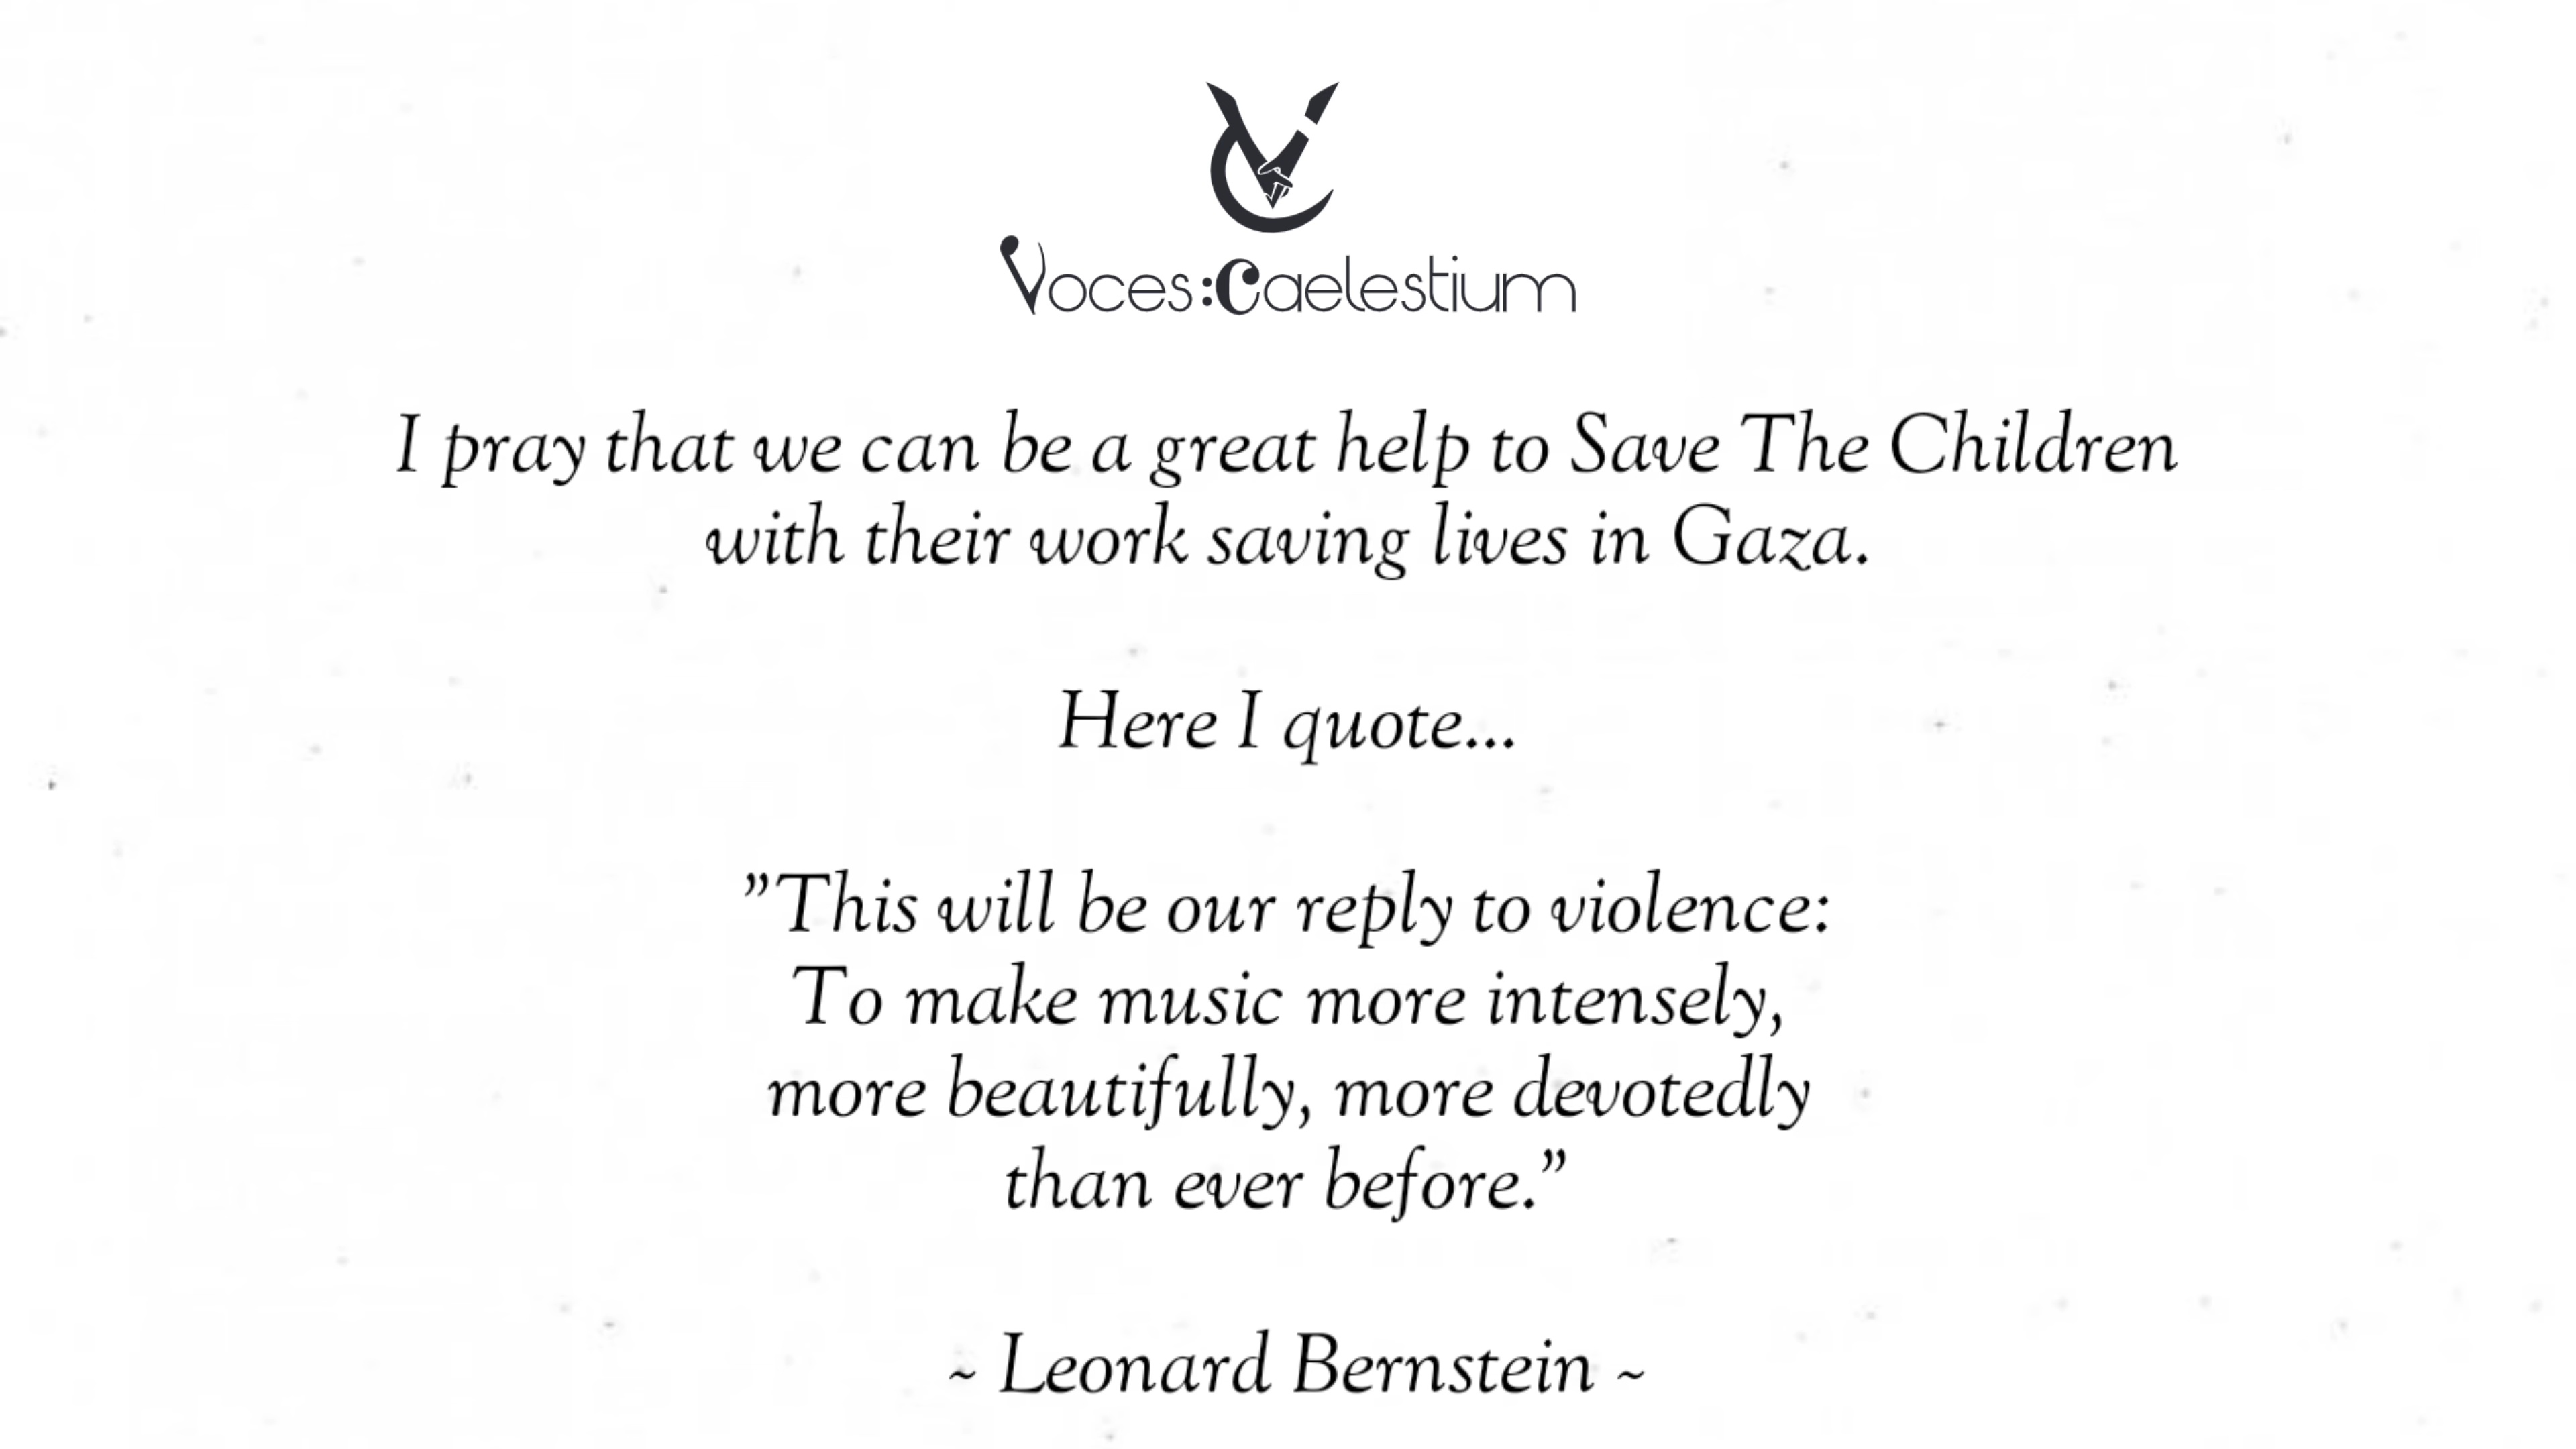 Voces:Caelestium
I pray that we can be a great help to Save The Children
with their work saving lives in Gaza.
Here I quote...
”This will be our reply to violence:
To make music more intensely,
more beautifully, more devotedly
than ever before.”
~ Leonard Bernstein ~